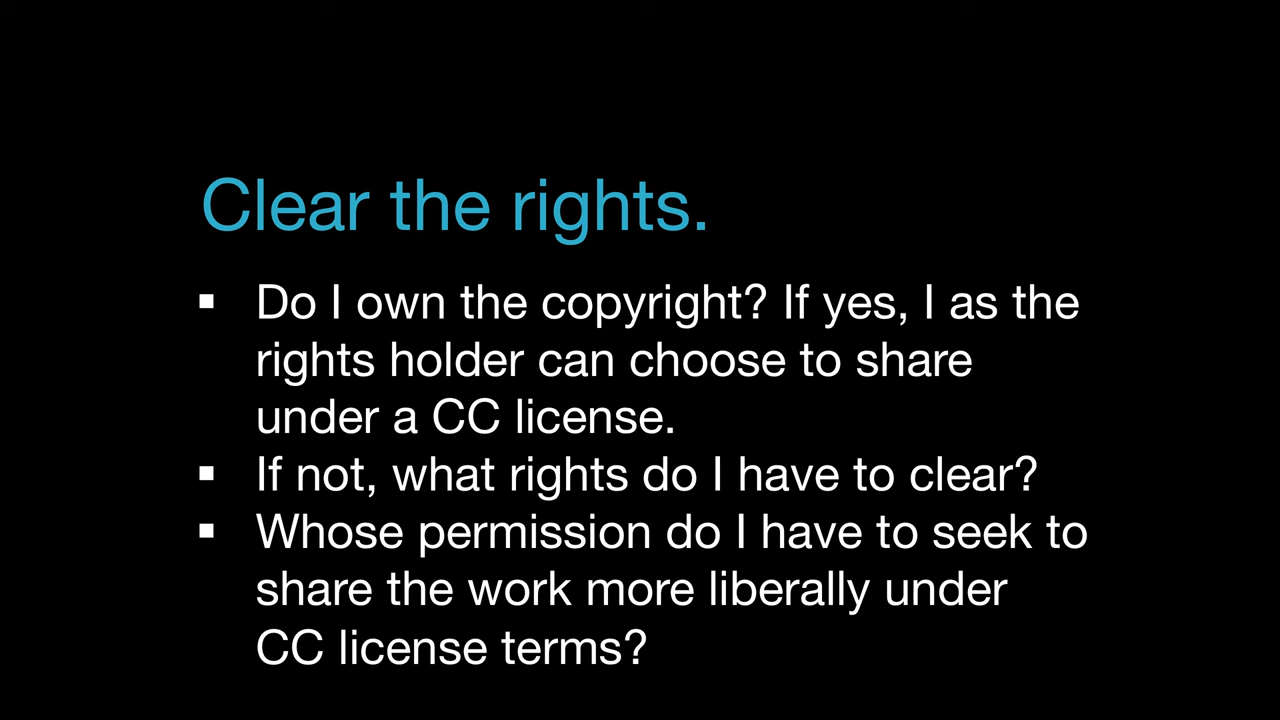 Clear the rights.
▪ Do I own the copyright? If yes, I as the
rights holder can choose to share
under a CC license.
▪ If not, what rights do I have to clear?
▪ Whose permission do I have to seek to
share the work more liberally under
CC license terms?